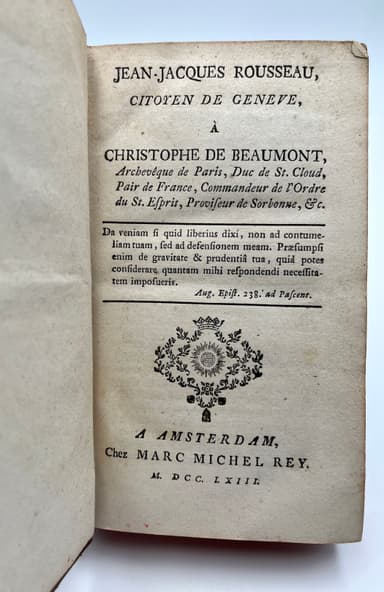 JEAN-JACQUES ROUSSEAU,
CITOYEN DE GENEVE,
À
CHRISTOPHE DE BEAUMONT,
Archevêque de Paris, Duc de St. Cloud,
Pair de France, Commandeur de l'Ordre
du St. Eſprit, Proviſeur de Sorbonne, &c.
Da veniam ſi quid liberius dixi, non ad contume-
liam tuam, ſed ad defenſionem meam. Præſumpſi
enim de gravitate & prudentiâ tua, quia potes
conſiderare quantam mihi reſpondendi neceſſita-
tem impoſueris.
Aug. Epiſt. 238. ad Paſcent.
A AMSTERDAM,
Chez MARC MICHEL REY.
M. DCC. LXIII.